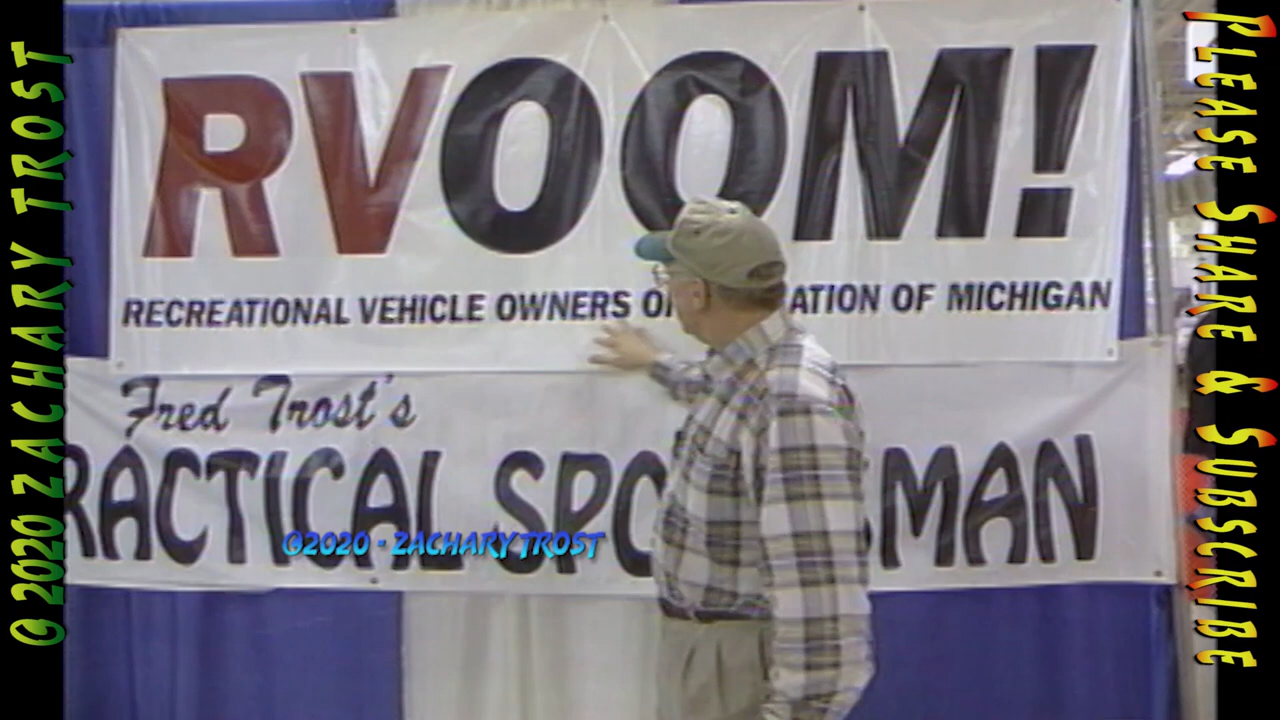 © 2020 ZACHARY TROST
RVOOM!
RECREATIONAL VEHICLE OWNERS OF ATION OF MICHIGAN
Fred Trost's
RACTICAL SPO MAN
©2020 - ZACHARY TROST
PLEASE SHARE & SUBSCRIBE